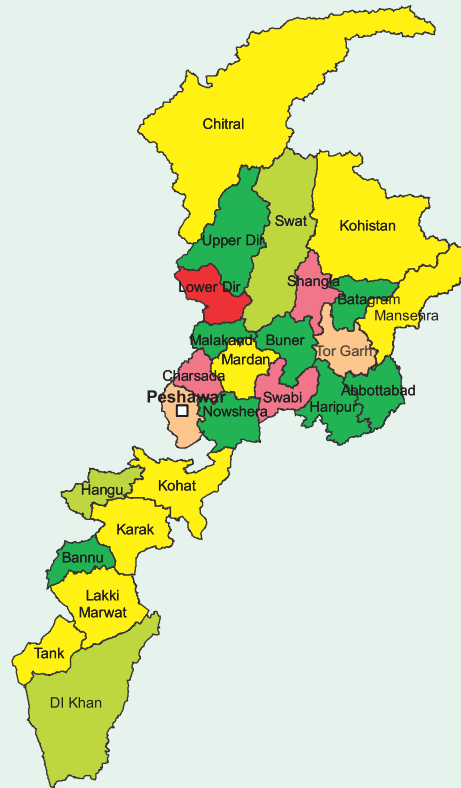 Chitral
Swat
Kohistan
Upper Dir
Shangla
Lower Dir
Batagram
Mansehra
Malakand
Buner
Tor Garh
Mardan
Charsada
Abbottabad
Peshawar
Swabi
Haripur
Nowshera
Kohat
Hangu
Karak
Bannu
Lakki
Marwat
Tank
DI Khan